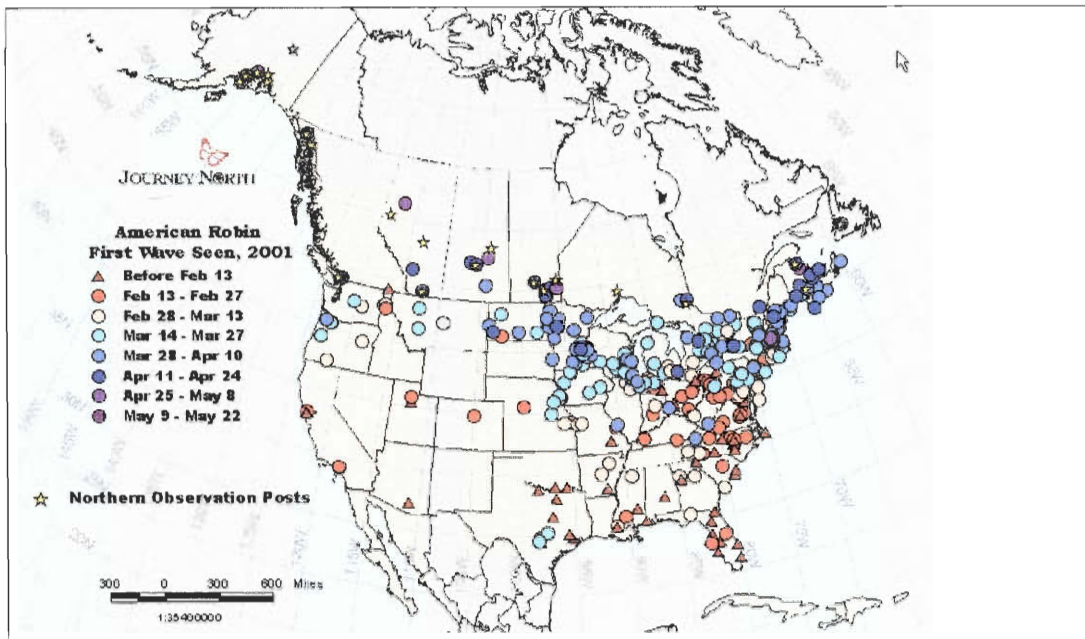 JOURNEY NORTH
American Robin
First Wave Seen, 2001
Before Feb 13
Feb 13 - Feb 27
Feb 28 - Mar 13
Mar 14 - Mar 27
Mar 28 - Apr 10
Apr 11 - Apr 24
Apr 25 - May 8
May 9 - May 22
Northern Observation Posts
300 0 300 600 Miles
1:35400000